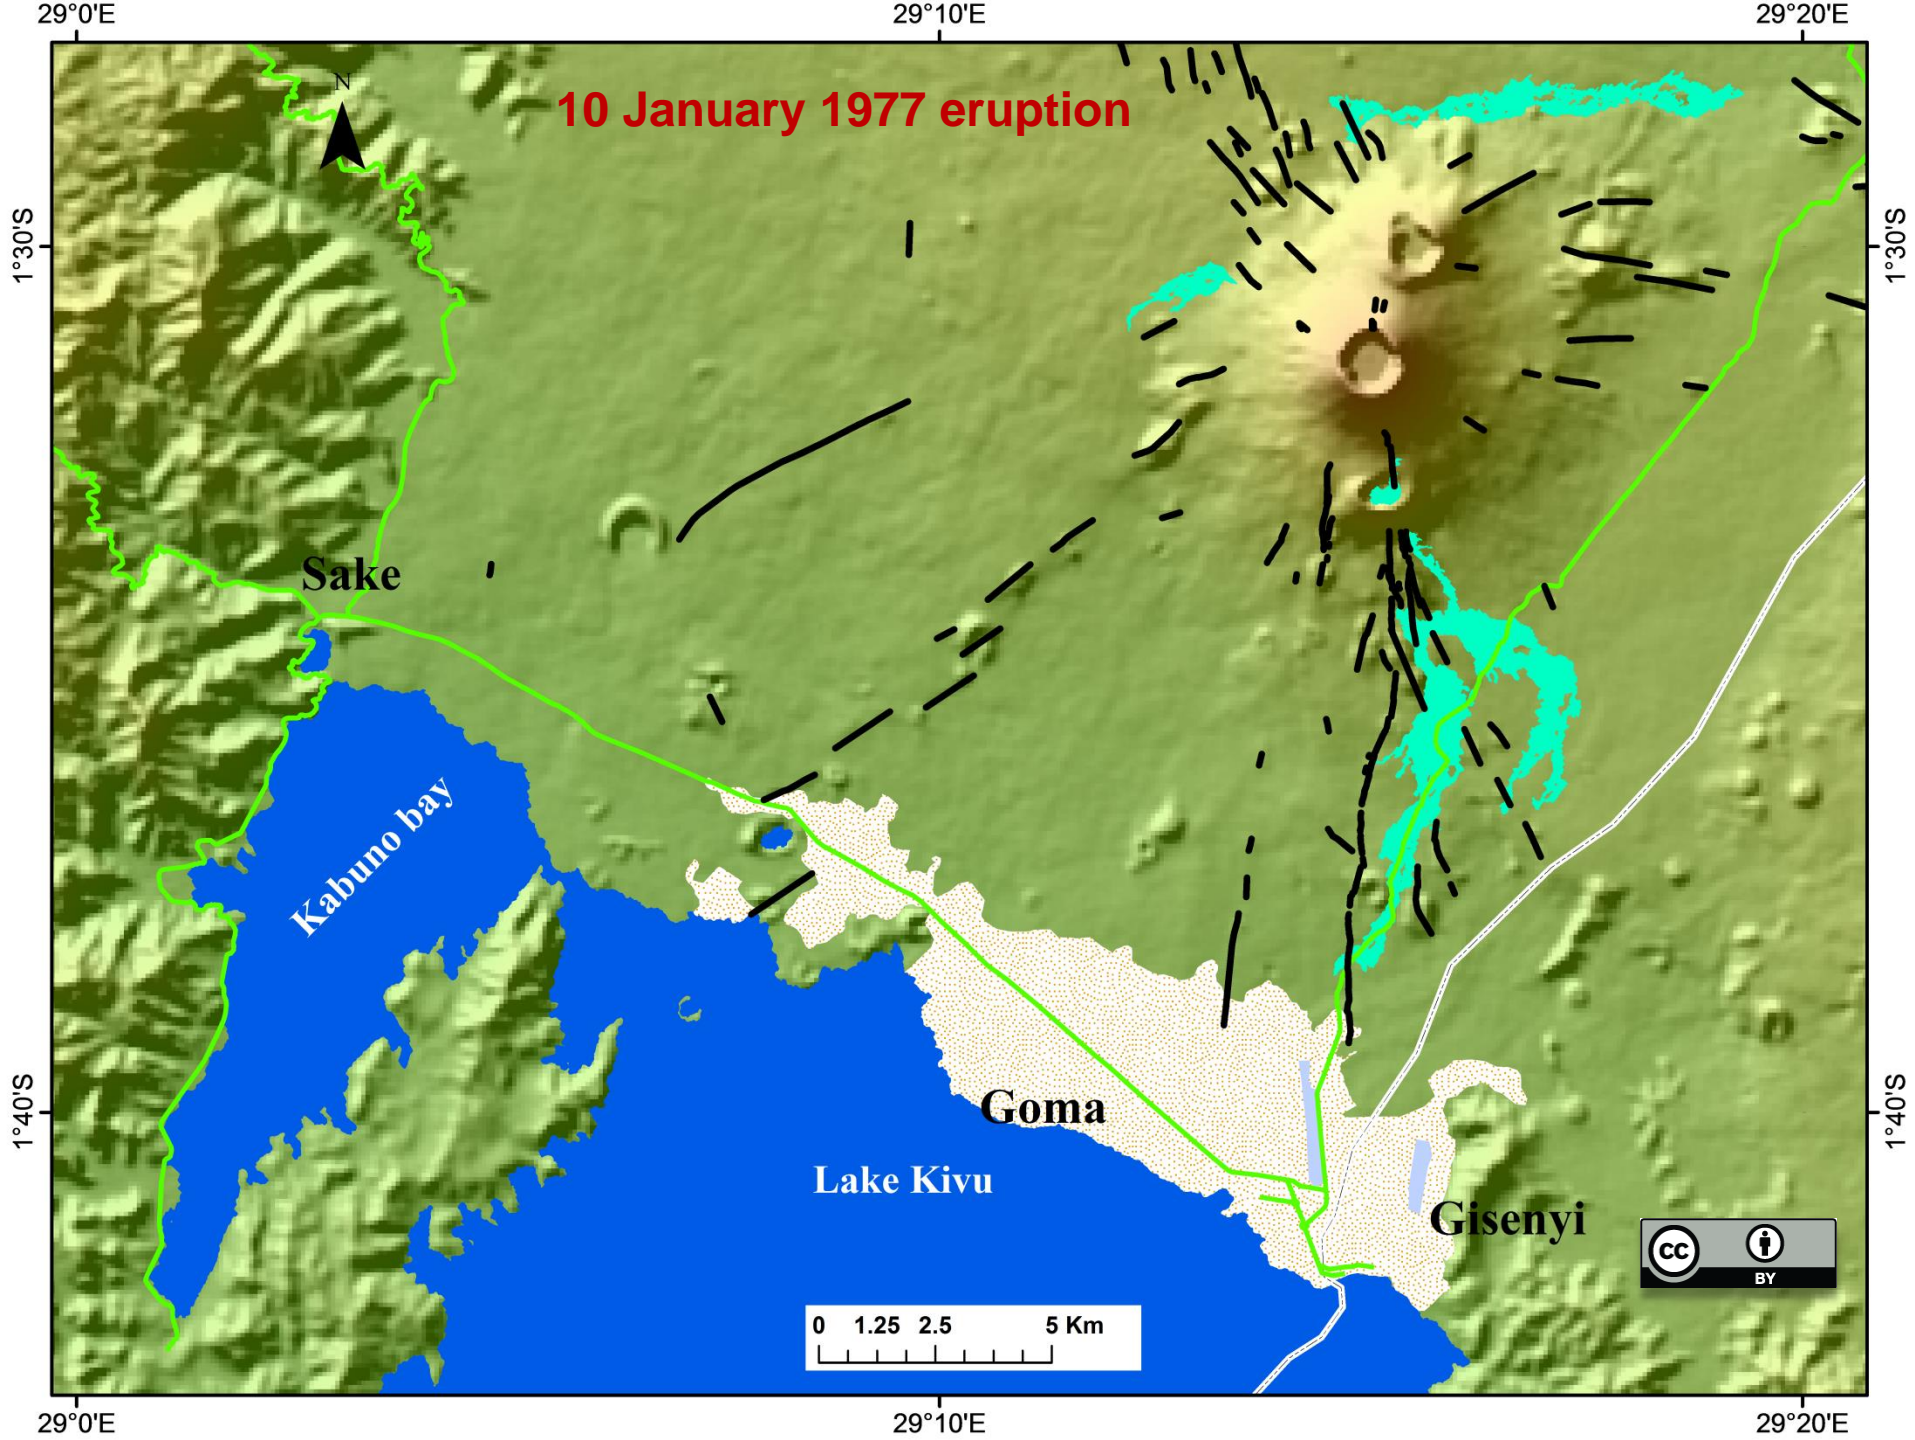 29°0'E 29°10'E 29°20'E
N
10 January 1977 eruption
1°30'S 1°30'S
Sake
Kabuno bay
Goma
1°40'S 1°40'S
Lake Kivu
Gisenyi
cc
BY
0 1.25 2.5 5 Km
29°0'E 29°10'E 29°20'E